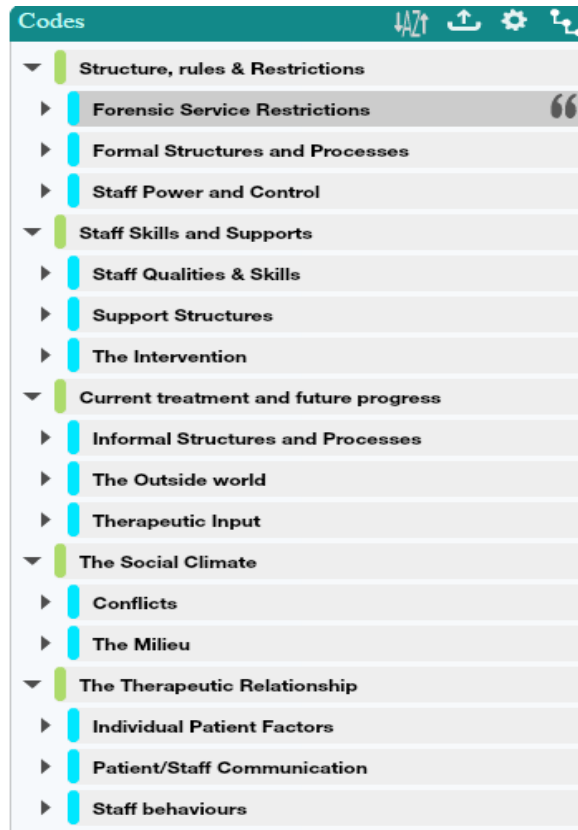 Codes
Structure, rules & Restrictions
Forensic Service Restrictions
Formal Structures and Processes
Staff Power and Control
Staff Skills and Supports
Staff Qualities & Skills
Support Structures
The Intervention
Current treatment and future progress
Informal Structures and Processes
The Outside world
Therapeutic Input
The Social Climate
Conflicts
The Milieu
The Therapeutic Relationship
Individual Patient Factors
Patient/Staff Communication
Staff behaviours